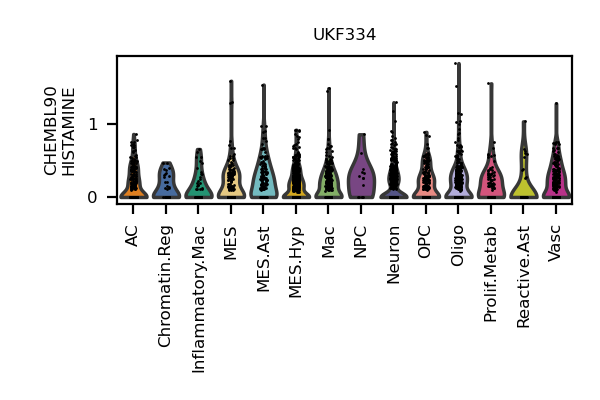 UKF334
CHEMBL90
HISTAMINE
1
0
AC
Chromatin.Reg
Inflammatory.Mac
MES
MES.Ast
MES.Hyp
Mac
NPC
Neuron
OPC
Oligo
Prolif.Metab
Reactive.Ast
Vasc